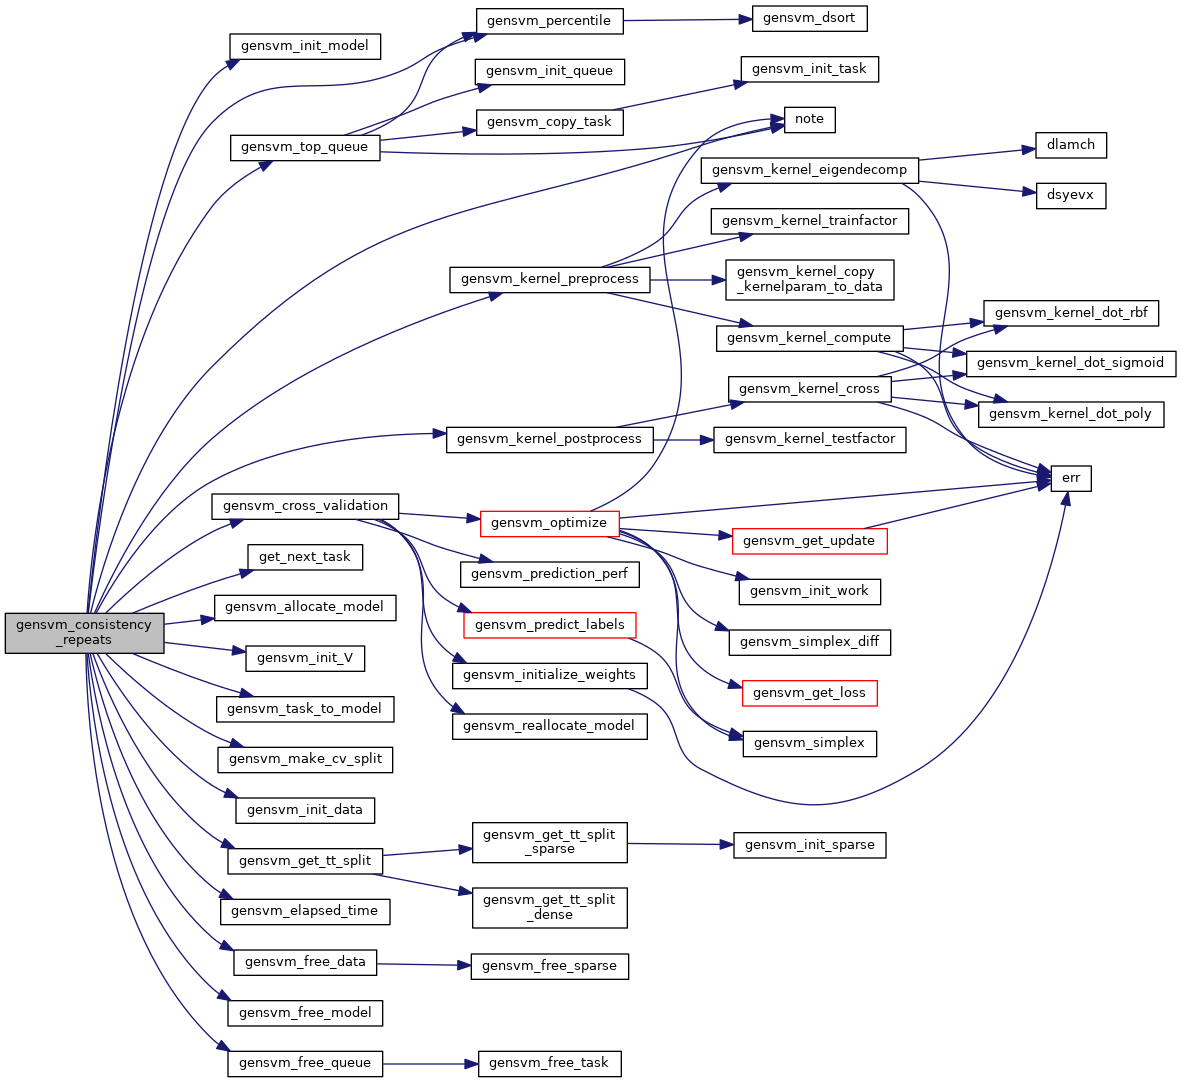 gensvm_consistency
_repeats
gensvm_init_model
gensvm_top_queue
gensvm_cross_validation
get_next_task
gensvm_allocate_model
gensvm_init_V
gensvm_task_to_model
gensvm_make_cv_split
gensvm_init_data
gensvm_get_tt_split
gensvm_elapsed_time
gensvm_free_data
gensvm_free_model
gensvm_free_queue
gensvm_percentile
gensvm_init_queue
gensvm_copy_task
gensvm_kernel_preprocess
gensvm_kernel_postprocess
gensvm_optimize
gensvm_prediction_perf
gensvm_predict_labels
gensvm_initialize_weights
gensvm_reallocate_model
gensvm_get_tt_split
_sparse
gensvm_get_tt_split
_dense
gensvm_free_sparse
gensvm_free_task
gensvm_dsort
gensvm_init_task
note
gensvm_kernel_eigendecomp
gensvm_kernel_trainfactor
gensvm_kernel_copy
_kernelparam_to_data
gensvm_kernel_compute
gensvm_kernel_cross
gensvm_kernel_testfactor
gensvm_get_update
gensvm_init_work
gensvm_simplex_diff
gensvm_get_loss
gensvm_simplex
gensvm_init_sparse
dlamch
dsyevx
gensvm_kernel_dot_rbf
gensvm_kernel_dot_sigmoid
gensvm_kernel_dot_poly
err